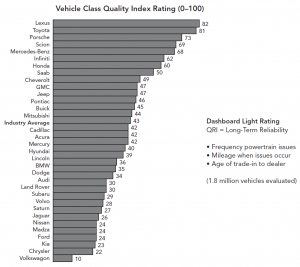 Vehicle Class Quality Index Rating (0–100)
Lexus
Toyota
Porsche
Scion
Mercedes-Benz
Infiniti
Honda
Saab
Cheverolt
GMC
Jeep
Pontiac
Buick
Mitsubishi
Industry Average
Cadillac
Acura
Mercury
Hyundai
Lincoln
BMW
Dodge
Audi
Land Rover
Subaru
Volvo
Saturn
Jaguar
Nissan
Madza
Ford
Kia
Chrysler
Volkswagen
82
81
73
69
68
62
60
50
49
47
47
46
45
44
43
42
42
42
40
39
36
35
34
30
30
29
28
27
26
24
24
24
23
22
10
Dashboard Light Rating
QRI = Long-Term Reliability
• Frequency powertrain issues
• Mileage when issues occur
• Age of trade-in to dealer
(1.8 million vehicles evaluated)